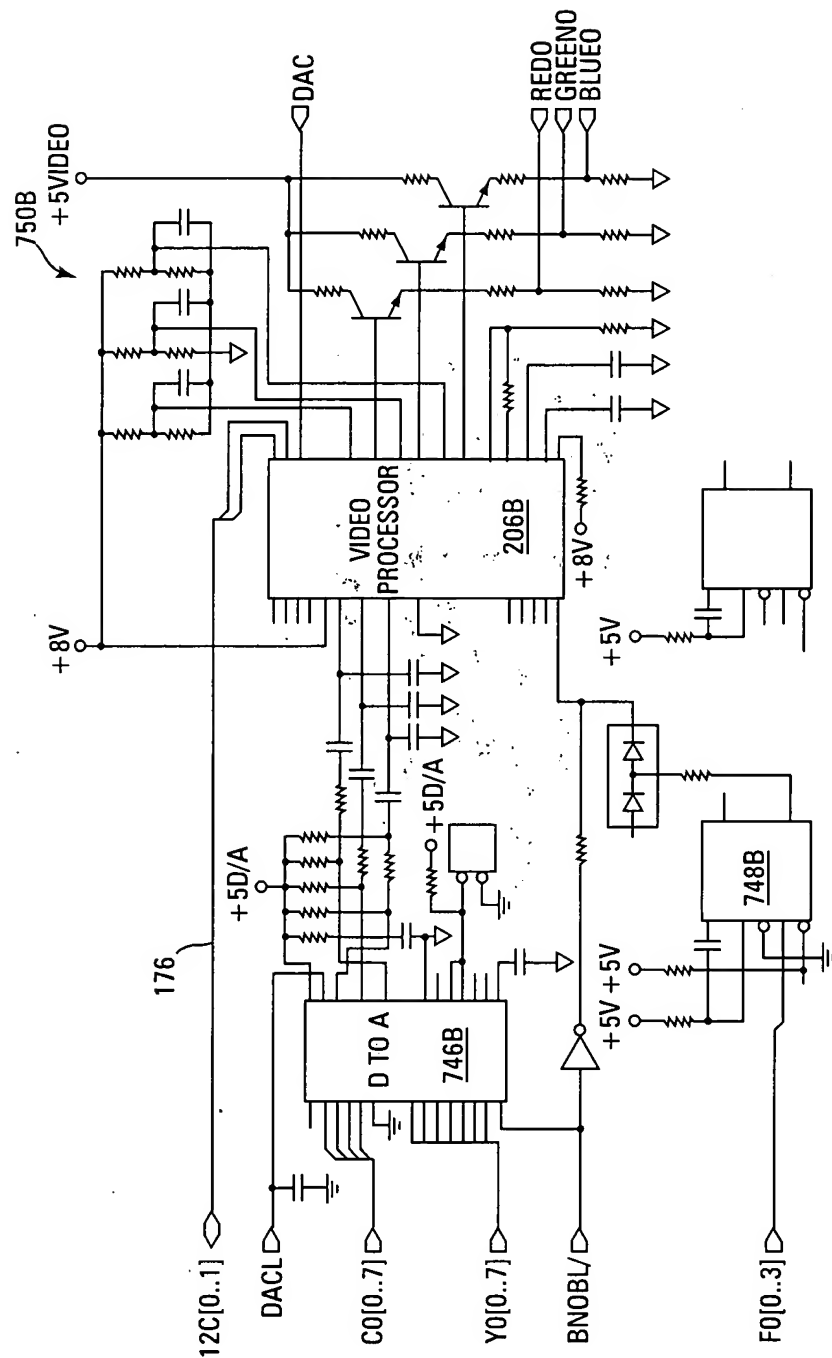 750B
+5VIDEO
+8V
176
12C[0..1]
DAC
VIDEO
PROCESSOR
206B
REDO
GREENO
BLUEO
+5D/A
+5D/A
DACL
C0[0..7]
D TO A
746B
Y0[0..7]
BNOBL/
+8V
+5V
+5V
+5V
748B
F0[0..3]